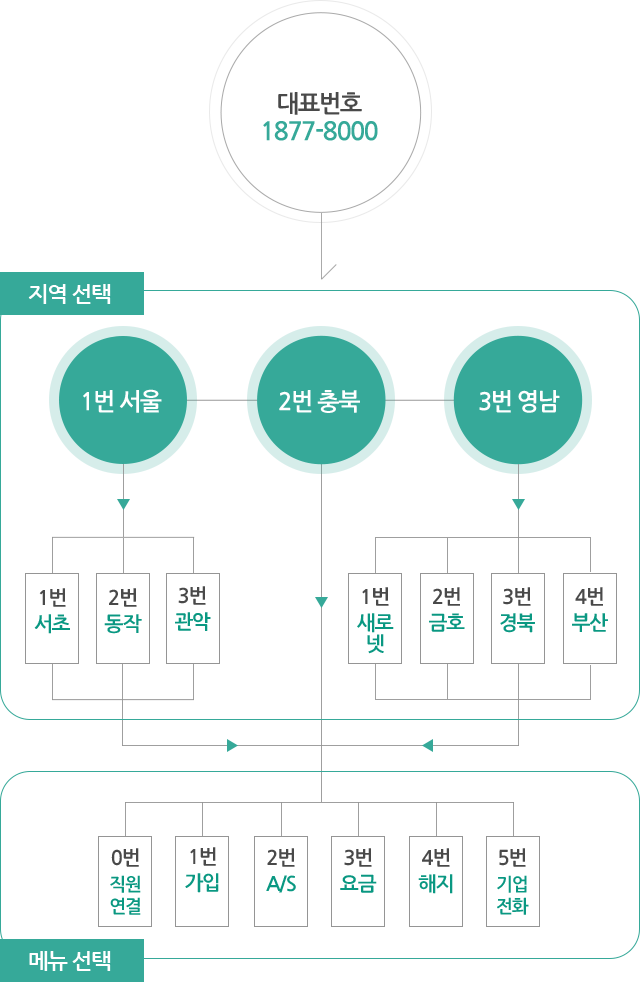 대표번호
1877-8000
지역 선택
1번 서울
2번 충북
3번 영남
1번
서초
2번
동작
3번
관악
1번
새로
넷
2번
금호
3번
경북
4번
부산
0번
직원
연결
1번
가입
2번
A/S
3번
요금
4번
해지
5번
기업
전화
메뉴 선택